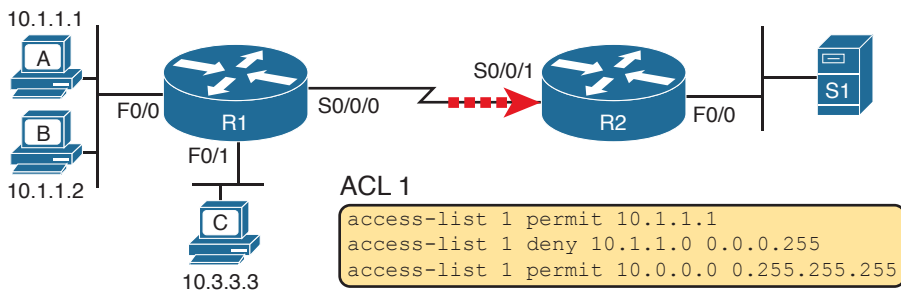 10.1.1.1
A
B
10.1.1.2
F0/0
R1
S0/0/0
F0/1
C
10.3.3.3
S0/0/1
R2
F0/0
S1
ACL 1
access-list 1 permit 10.1.1.1
access-list 1 deny 10.1.1.0 0.0.0.255
access-list 1 permit 10.0.0.0 0.255.255.255